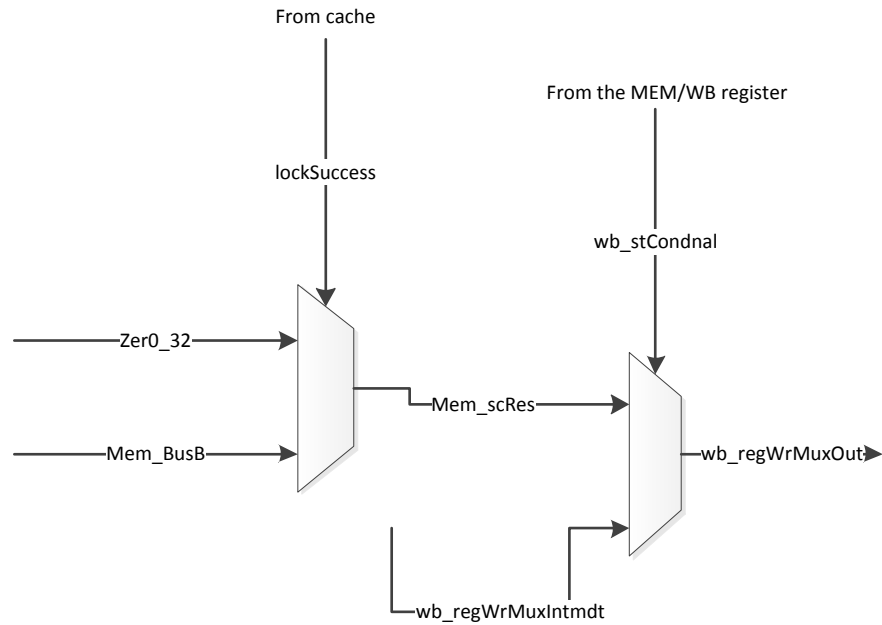 From cache
From the MEM/WB register
lockSuccess
wb_stCondnal
Zer0_32
Mem_scRes
Mem_BusB
wb_regWrMuxOut
wb_regWrMuxIntmdt